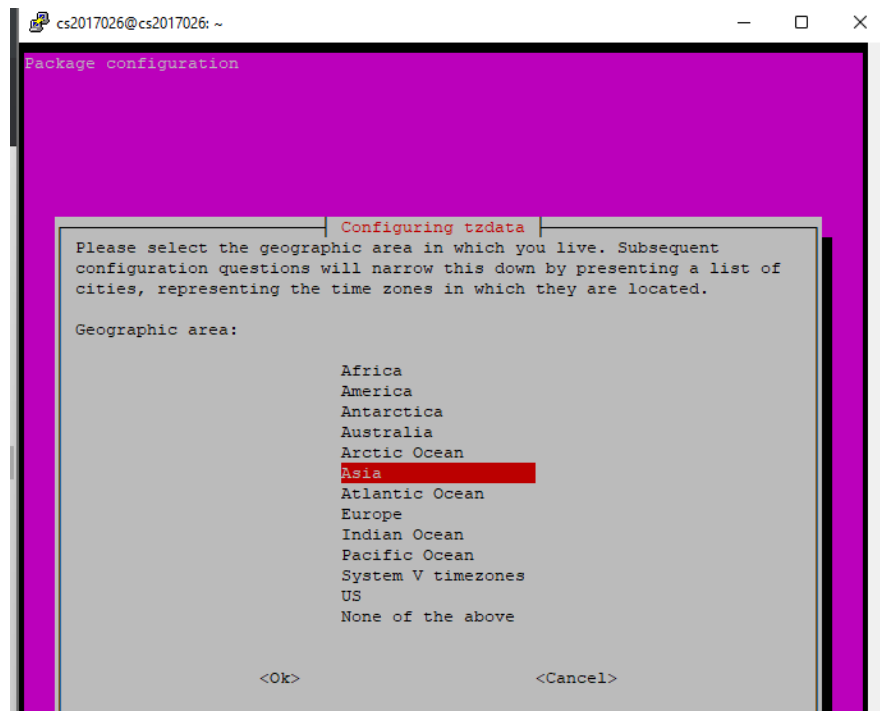 cs2017026@cs2017026: ~
Package configuration
Configuring tzdata
Please select the geographic area in which you live. Subsequent
configuration questions will narrow this down by presenting a list of
cities, representing the time zones in which they are located.
Geographic area:
Africa
America
Antarctica
Australia
Arctic Ocean
Asia
Atlantic Ocean
Europe
Indian Ocean
Pacific Ocean
System V timezones
US
None of the above
<Ok> <Cancel>